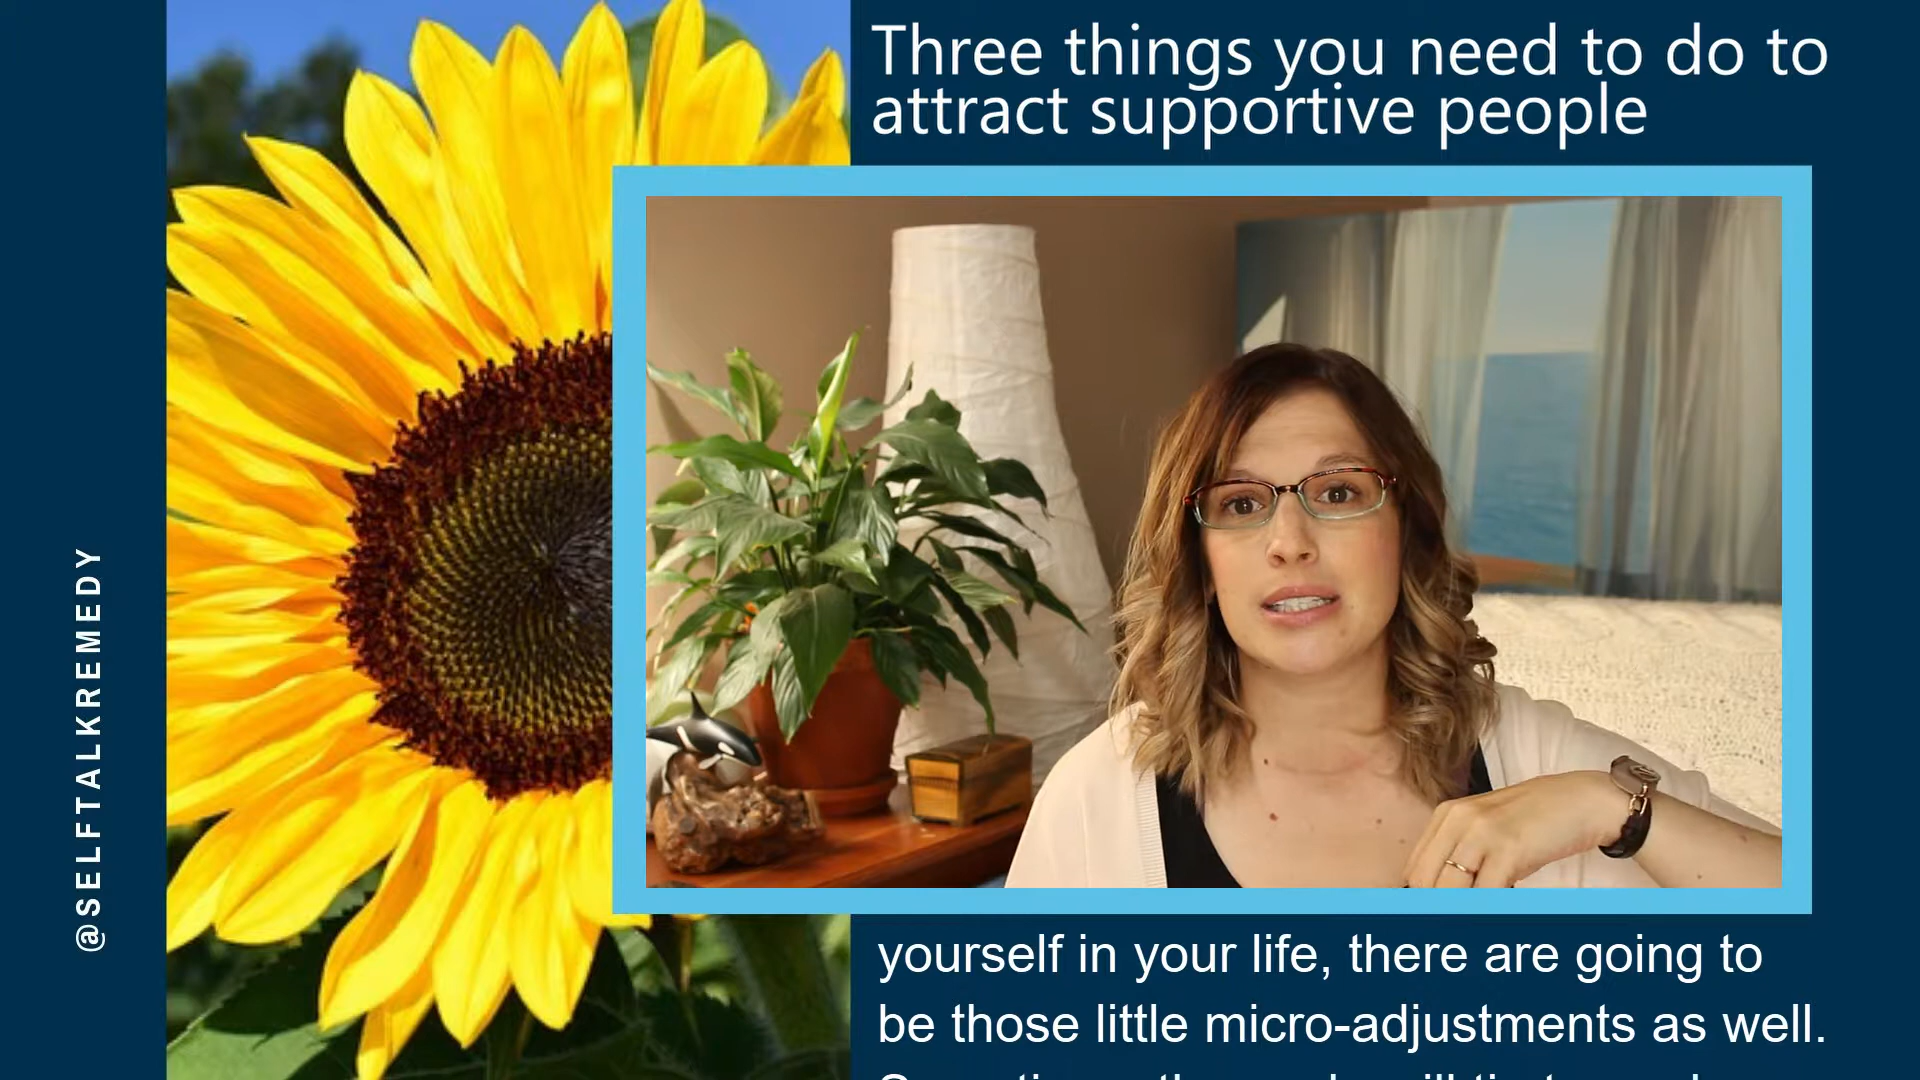 Three things you need to do to
attract supportive people
@SELFTALKREMEDY
yourself in your life, there are going to
be those little micro-adjustments as well.